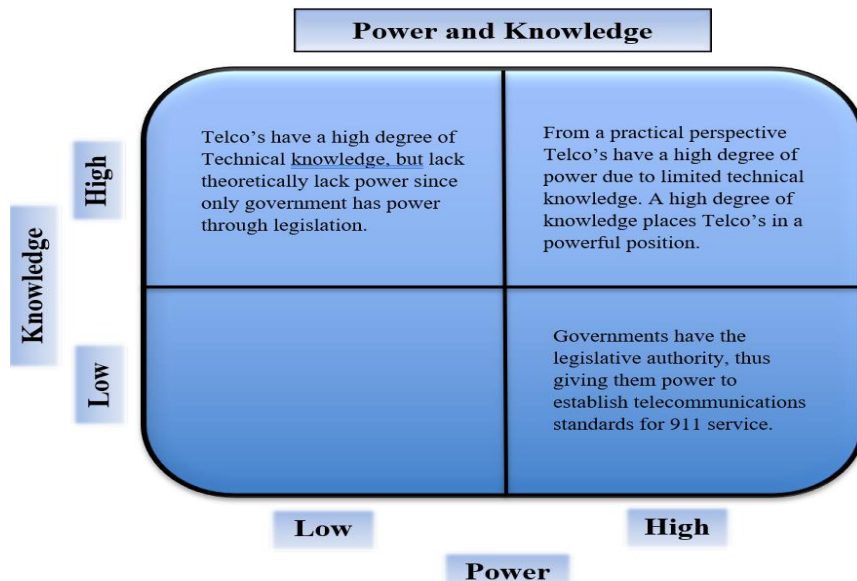 Power and Knowledge
Telco's have a high degree of
Technical knowledge, but lack
theoretically lack power since
only government has power
through legislation.
From a practical perspective
Telco's have a high degree of
power due to limited technical
knowledge. A high degree of
knowledge places Telco's in a
powerful position.
High
Knowledge
Low
Governments have the
legislative authority, thus
giving them power to
establish telecommunications
standards for 911 service.
Low
High
Power